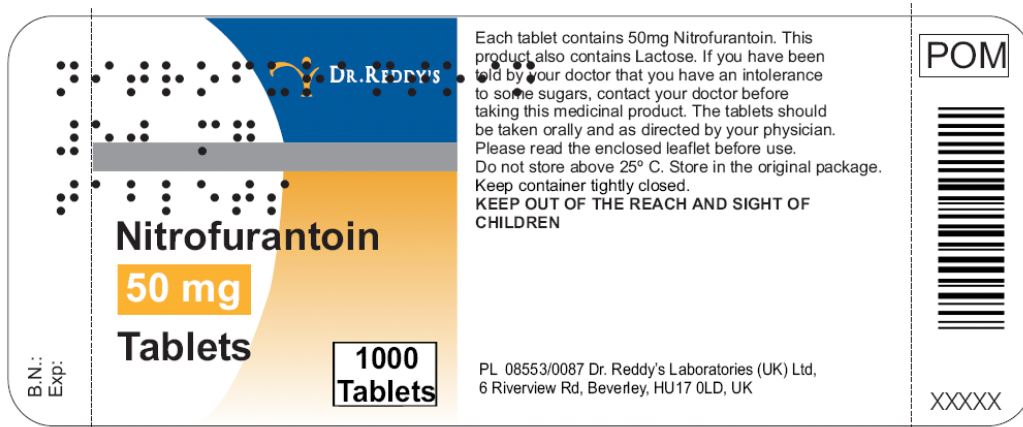 DR.REDDY'S
Nitrofurantoin
50 mg
Tablets
1000
Tablets
B.N.:
Exp:
Each tablet contains 50mg Nitrofurantoin. This
product also contains Lactose. If you have been
told by your doctor that you have an intolerance
to some sugars, contact your doctor before
taking this medicinal product. The tablets should
be taken orally and as directed by your physician.
Please read the enclosed leaflet before use.
Do not store above 25º C. Store in the original package.
Keep container tightly closed.
KEEP OUT OF THE REACH AND SIGHT OF
CHILDREN
PL 08553/0087 Dr. Reddy's Laboratories (UK) Ltd,
6 Riverview Rd, Beverley, HU17 0LD, UK
POM
XXXXX